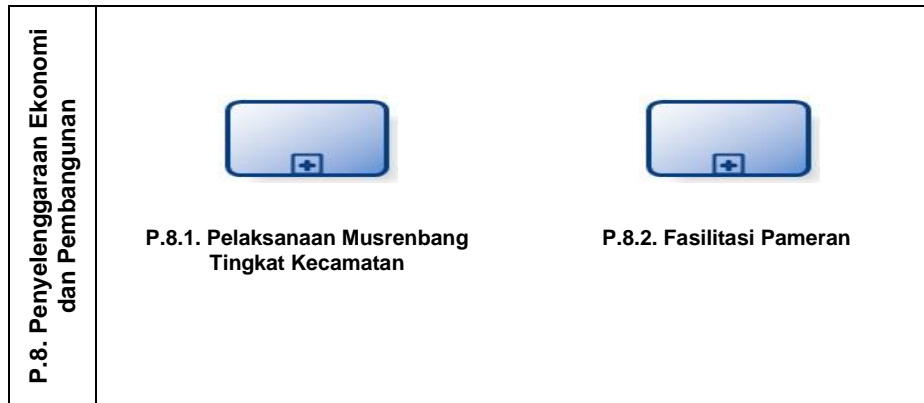 P.8. Penyelenggaraan Ekonomi
dan Pembangunan
P.8.1. Pelaksanaan Musrenbang
Tingkat Kecamatan
P.8.2. Fasilitasi Pameran